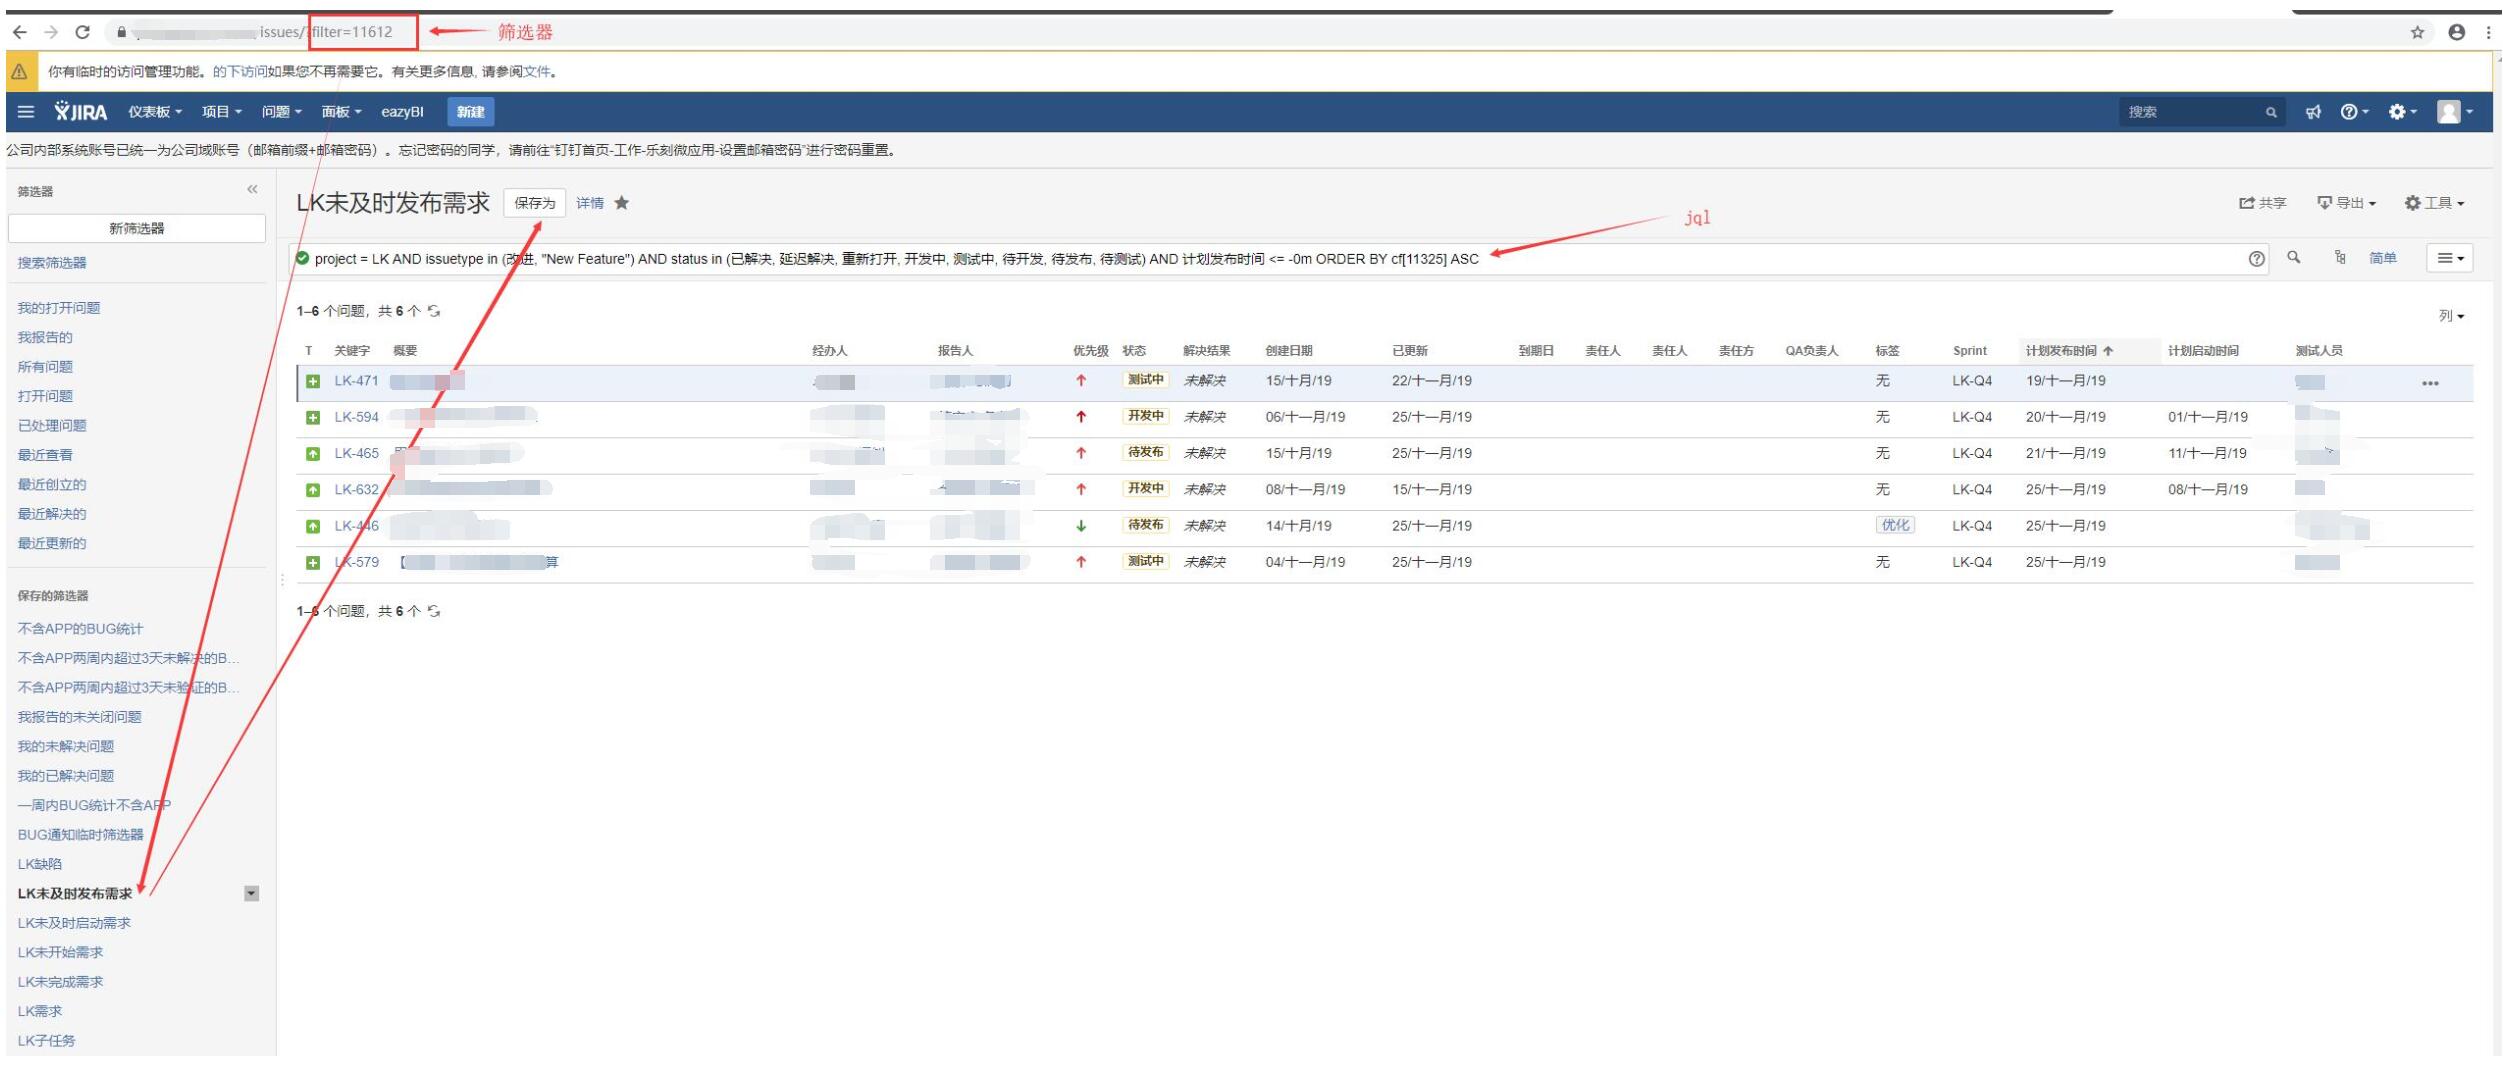 issues/?filter=11612
筛选器
你有临时的访问管理功能。的下访问如果您不再需要它。有关更多信息, 请参阅文件。
JIRA 仪表板 项目 问题 面板 eazyBI 新建 搜索
公司内部系统账号已统一为公司域账号（邮箱前缀+邮箱密码）。忘记密码的同学，请前往“钉钉首页-工作-乐刻微应用-设置邮箱密码”进行密码重置。
筛选器
新筛选器
搜索筛选器
我的打开问题
我报告的
所有问题
打开问题
已处理问题
最近查看
最近创立的
最近解决的
最近更新的
保存的筛选器
不含APP的BUG统计
不含APP两周内超过3天未解决的B...
不含APP两周内超过3天未验证的B...
我报告的未关闭问题
我的未解决问题
我的已解决问题
一周内BUG统计不含APP
BUG通知临时筛选器
LK缺陷
LK未及时发布需求
LK未及时启动需求
LK未开始需求
LK未完成需求
LK需求
LK子任务
LK未及时发布需求 保存为 详情
共享 导出 工具
jql
project = LK AND issuetype in (改进, "New Feature") AND status in (已解决, 延迟解决, 重新打开, 开发中, 测试中, 待开发, 待发布, 待测试) AND 计划发布时间 <= -0m ORDER BY cf[11325] ASC
简单
1–6 个问题，共 6 个
列
T 关键字 概要 经办人 报告人 优先级 状态 解决结果 创建日期 已更新 到期日 责任人 责任人 责任方 QA负责人 标签 Sprint 计划发布时间 计划启动时间 测试人员
LK-471 测试中 未解决 15/十月/19 22/十一月/19 无 LK-Q4 19/十一月/19
LK-594 开发中 未解决 06/十一月/19 25/十一月/19 无 LK-Q4 20/十一月/19 01/十一月/19
LK-465 待发布 未解决 15/十月/19 25/十一月/19 无 LK-Q4 21/十一月/19 11/十一月/19
LK-632 开发中 未解决 08/十一月/19 15/十一月/19 无 LK-Q4 25/十一月/19 08/十一月/19
LK-446 待发布 未解决 14/十月/19 25/十一月/19 优化 LK-Q4 25/十一月/19
LK-579 【 算 测试中 未解决 04/十一月/19 25/十一月/19 无 LK-Q4 25/十一月/19
1–6 个问题，共 6 个